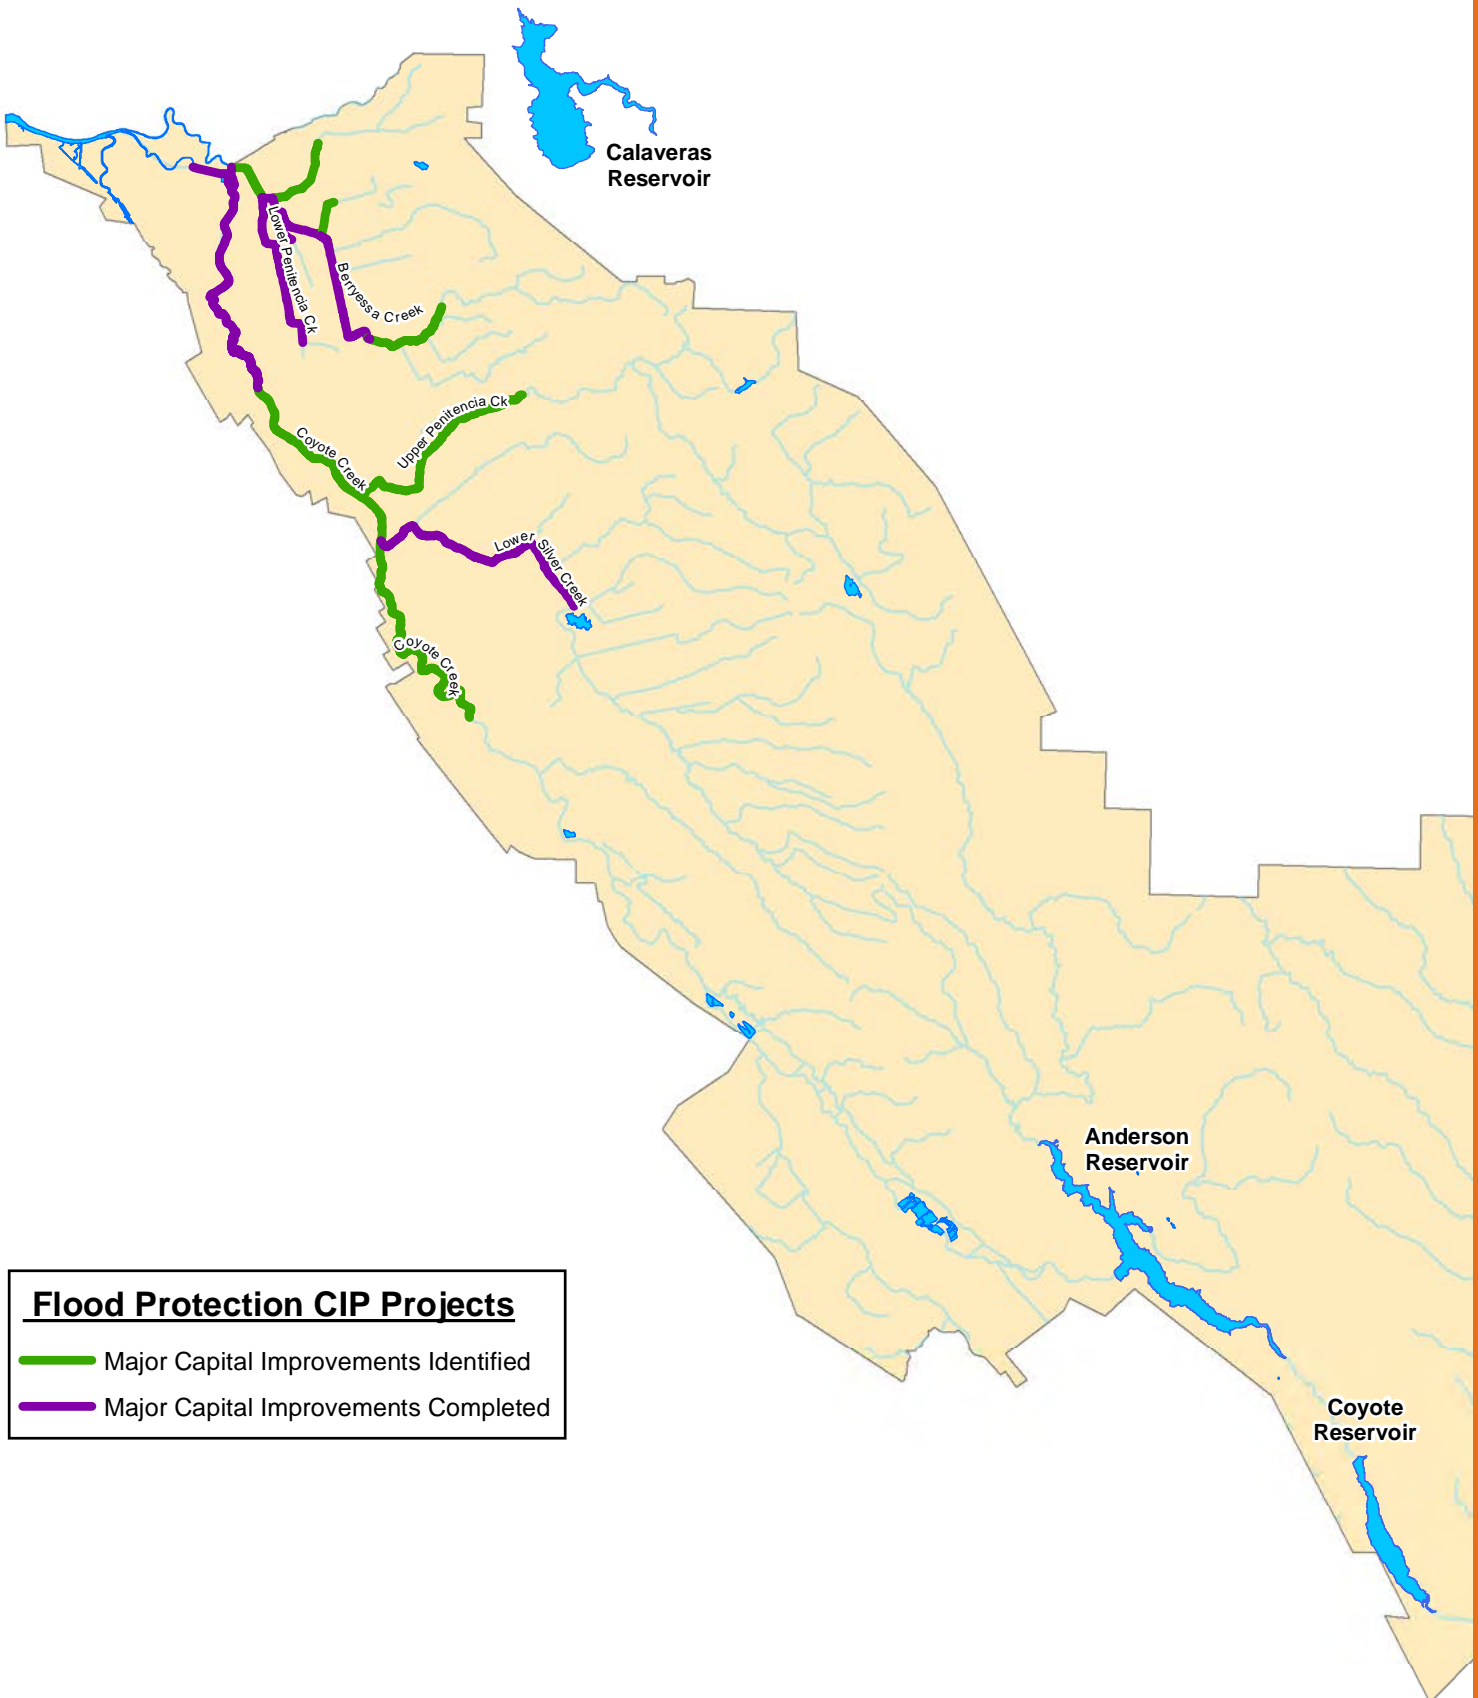 Calaveras
Reservoir
Lower Penitencia Ck
Berryessa Creek
Upper Penitencia Ck
Coyote Creek
Lower Silver Creek
Coyote Creek
Anderson
Reservoir
Flood Protection CIP Projects
Major Capital Improvements Identified
Major Capital Improvements Completed
Coyote
Reservoir